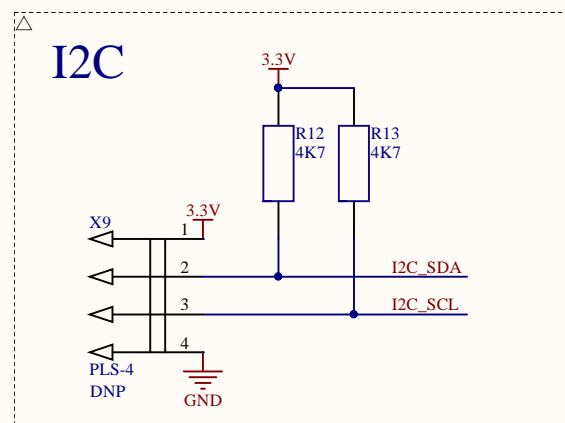 I2C
3.3V
R12
4K7
R13
4K7
X9
3.3V
1
2
I2C_SDA
3
I2C_SCL
4
PLS-4
DNP
GND